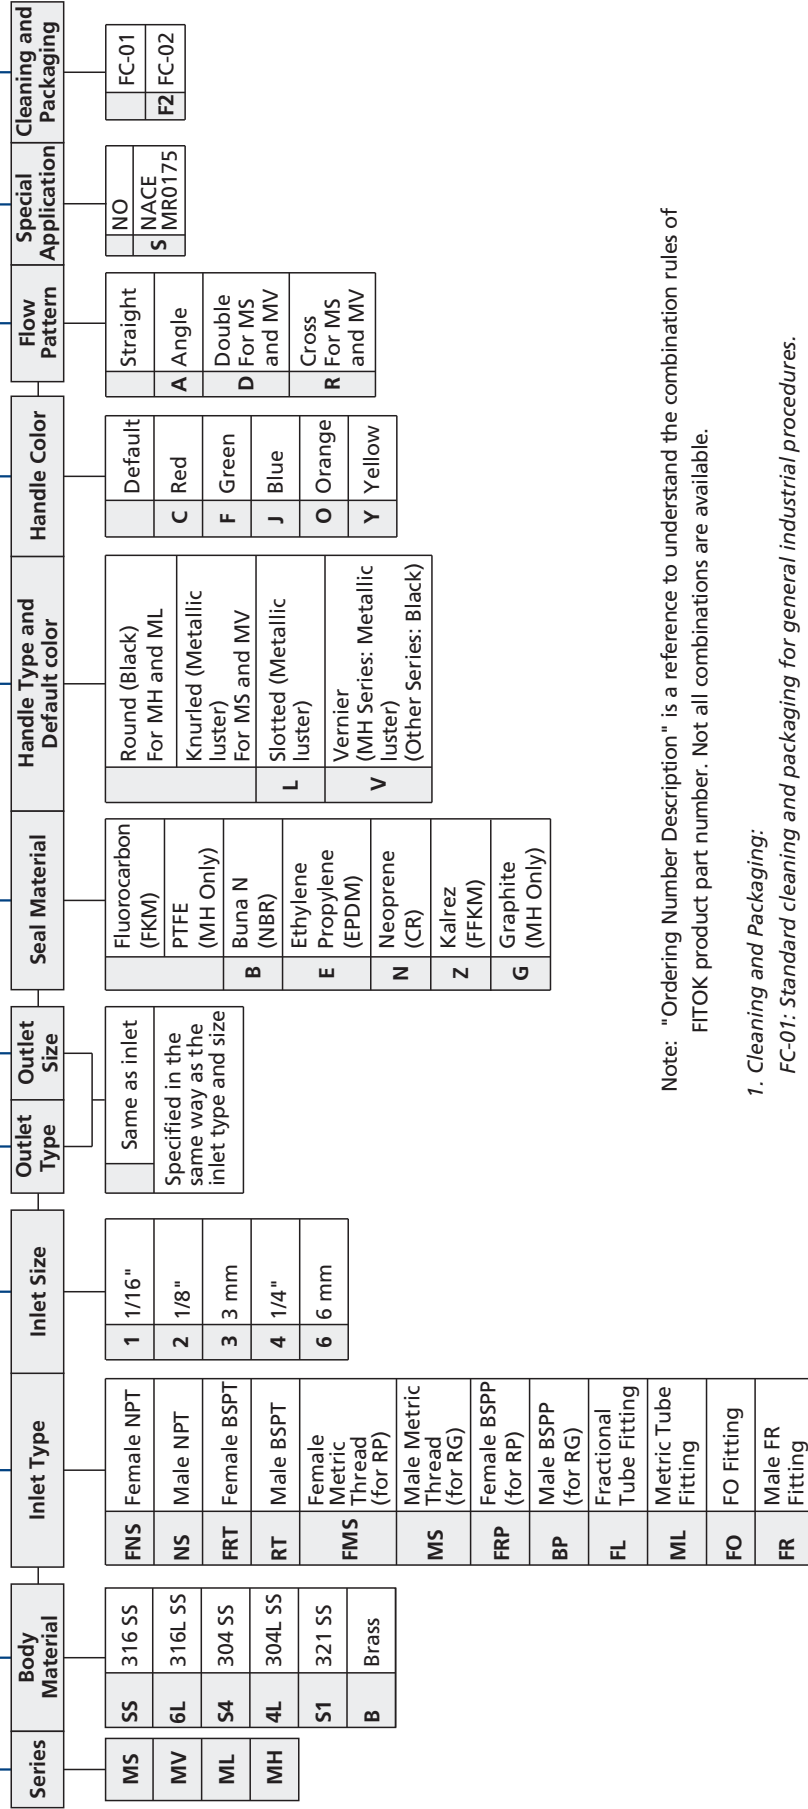 Series
MS
MV
ML
MH
Body
Material
SS 316 SS
6L 316L SS
S4 304 SS
4L 304L SS
S1 321 SS
B Brass
Inlet Type
FNS Female NPT
NS Male NPT
FRT Female BSPT
RT Male BSPT
FMS Female
Metric
Thread
(for RP)
MS Male Metric
Thread
(for RG)
FRP Female BSPP
(for RP)
BP Male BSPP
(for RG)
FL Fractional
Tube Fitting
ML Metric Tube
Fitting
FO FO Fitting
FR Male FR
Fitting
Inlet Size
1 1/16"
2 1/8"
3 3 mm
4 1/4"
6 6 mm
Outlet
Type
Outlet
Size
Same as inlet
Specified in the
same way as the
inlet type and size
Seal Material
Fluorocarbon
(FKM)
PTFE
(MH Only)
B Buna N
(NBR)
E Ethylene
Propylene
(EPDM)
N Neoprene
(CR)
Z Kalrez
(FFKM)
G Graphite
(MH Only)
Handle Type and
Default color
Round (Black)
For MH and ML
Knurled (Metallic
luster)
For MS and MV
L Slotted (Metallic
luster)
V Vernier
(MH Series: Metallic
luster)
(Other Series: Black)
Handle Color
Default
C Red
F Green
J Blue
O Orange
Y Yellow
Flow
Pattern
Straight
A Angle
D Double
For MS
and MV
R Cross
For MS
and MV
Special
Application
NO
S NACE
MR0175
Cleaning and
Packaging
FC-01
F2 FC-02
Note: "Ordering Number Description" is a reference to understand the combination rules of
FITOK product part number. Not all combinations are available.
1. Cleaning and Packaging:
FC-01: Standard cleaning and packaging for general industrial procedures.